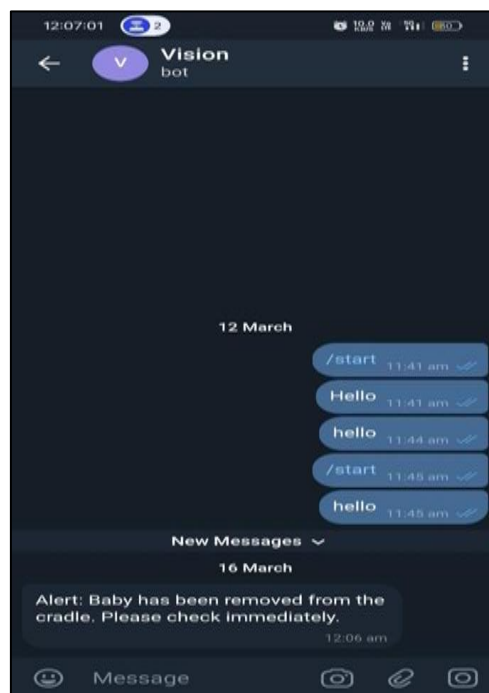 12:07:01 2
V Vision
bot
12 March
/start 11:41 am
Hello 11:41 am
hello 11:44 am
/start 11:45 am
hello 11:45 am
New Messages
16 March
Alert: Baby has been removed from the
cradle. Please check immediately.
12:06 am
Message